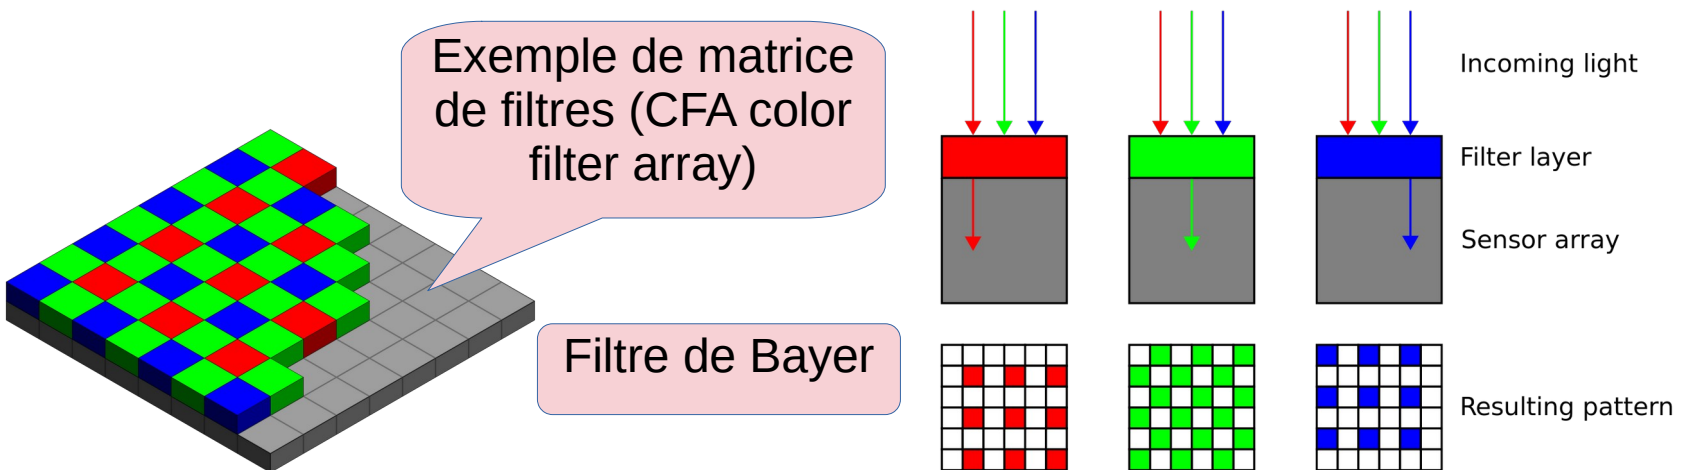 Exemple de matrice
de filtres (CFA color
filter array)
Filtre de Bayer
Incoming light
Filter layer
Sensor array
Resulting pattern